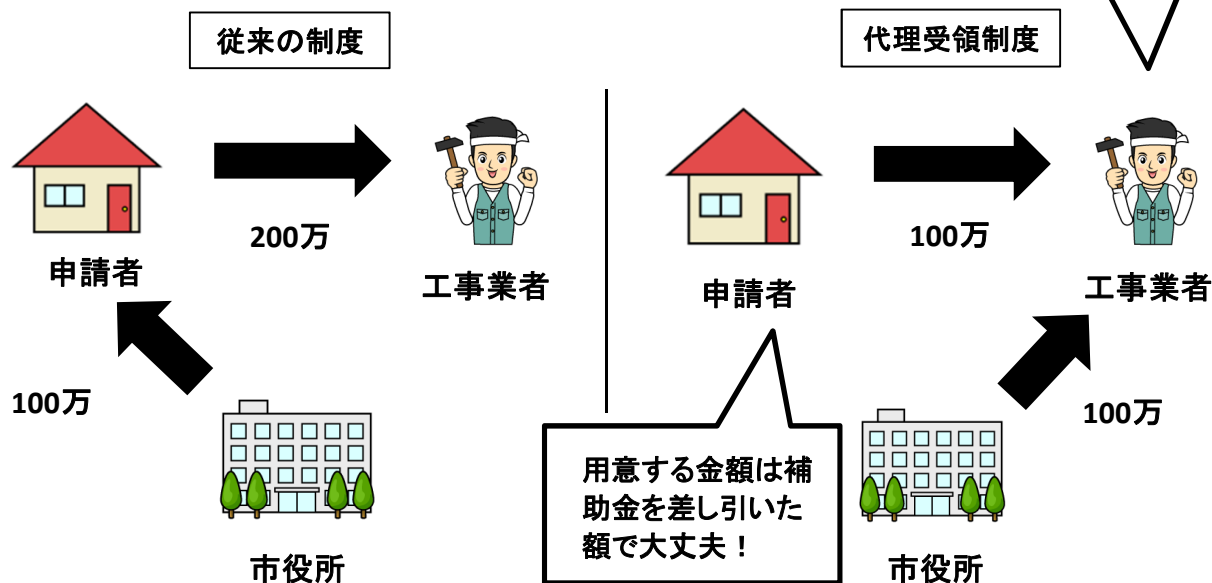 従来の制度
200万
申請者
工事業者
100万
市役所
代理受領制度
100万
申請者
工事業者
100万
用意する金額は補
助金を差し引いた
額で大丈夫！
市役所